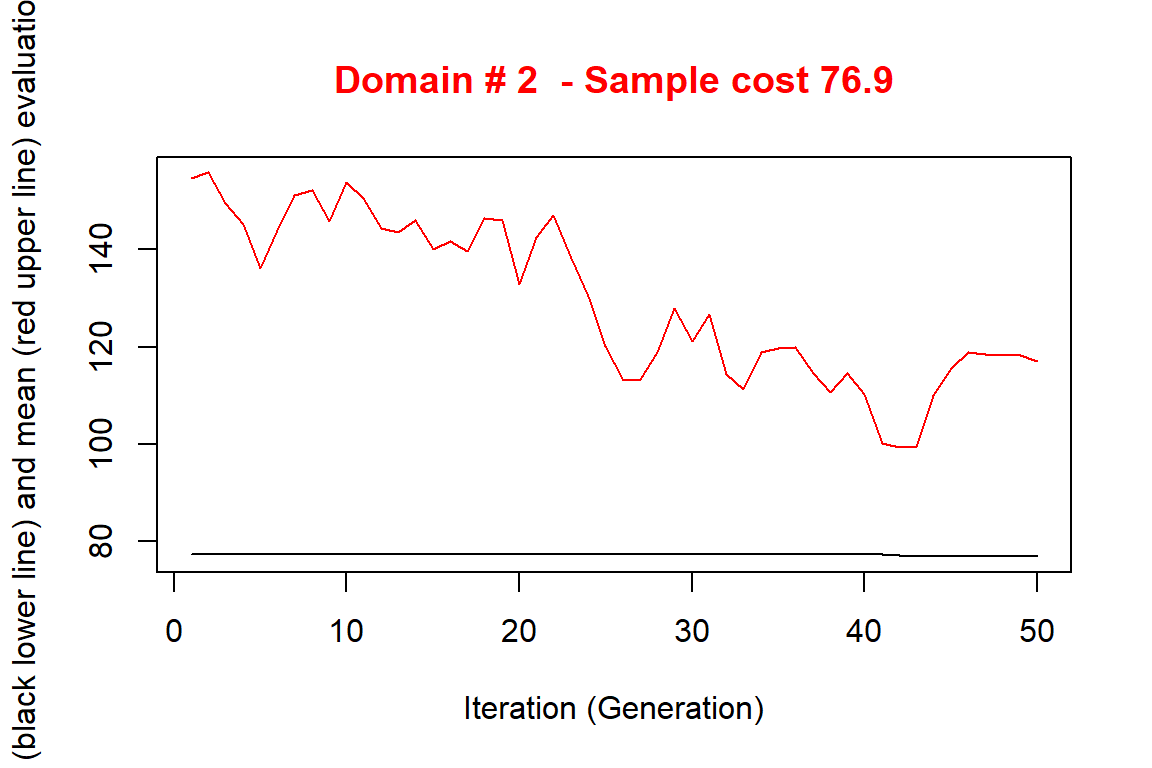 Domain # 2  - Sample cost 76.9
(black lower line) and mean (red upper line) evaluatio
140
120
100
80
0 10 20 30 40 50
Iteration (Generation)